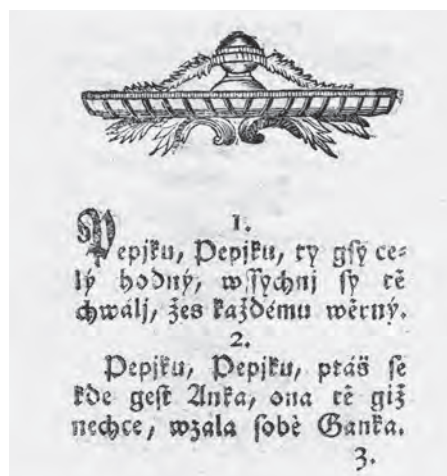 1.
Pepjku, Pepjku, ty gsy ce-
lý hodný, wssychnj sy tě
chwálj, žes každému wěrný.
2.
Pepjku, Pepjku, ptáš se
kde gest Anka, ona tě giž
nechce, wzala sobě Ganka.
3.